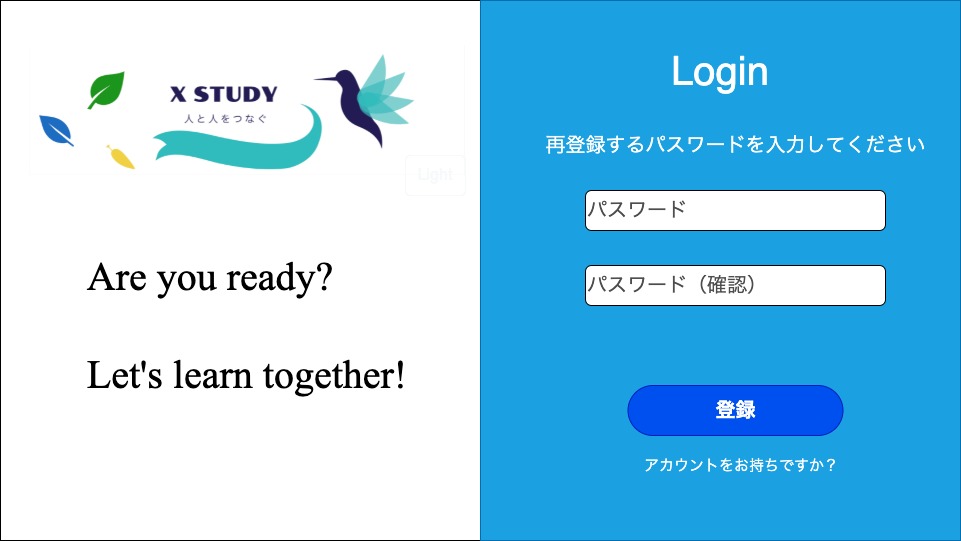 X STUDY
人と人をつなぐ
Light
Are you ready?
Let's learn together!
Login
再登録するパスワードを入力してください
パスワード
パスワード（確認）
登録
アカウントをお持ちですか？